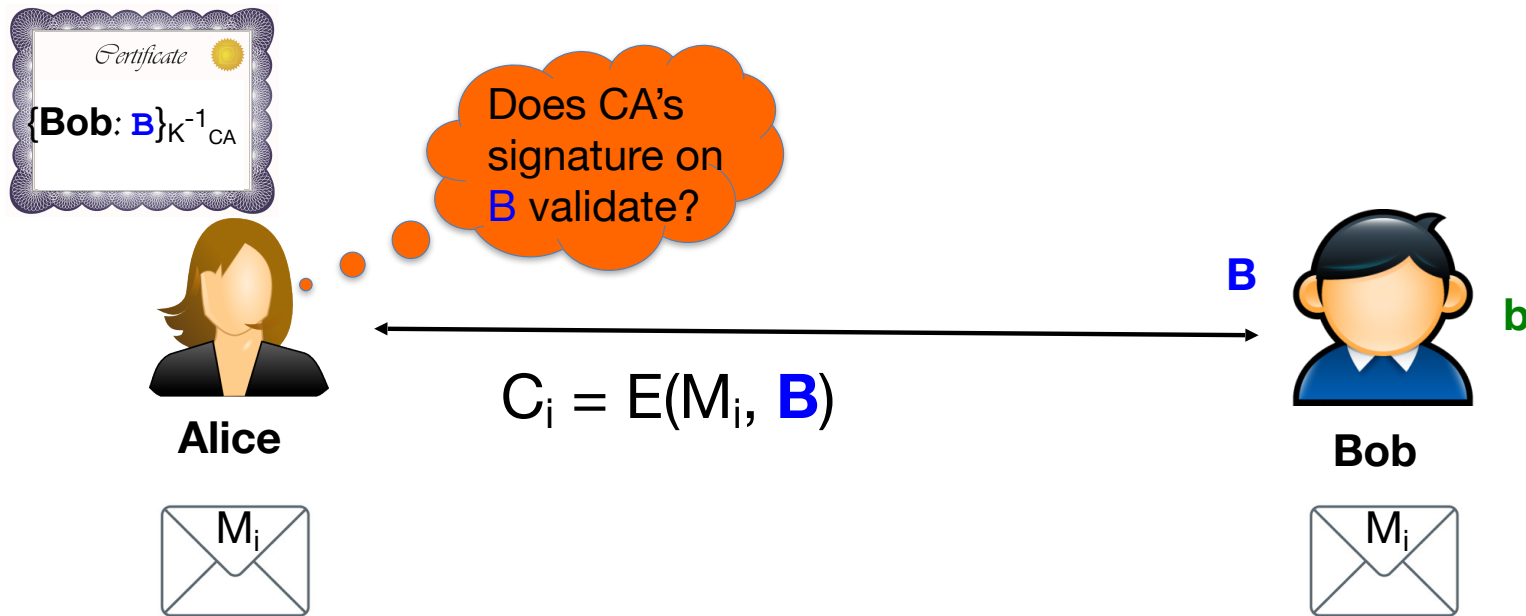 Certificate
{Bob: B}K⁻¹CA
Does CA's
signature on
B validate?
B
b
Cᵢ = E(Mᵢ, B)
Alice
Bob
Mᵢ
Mᵢ